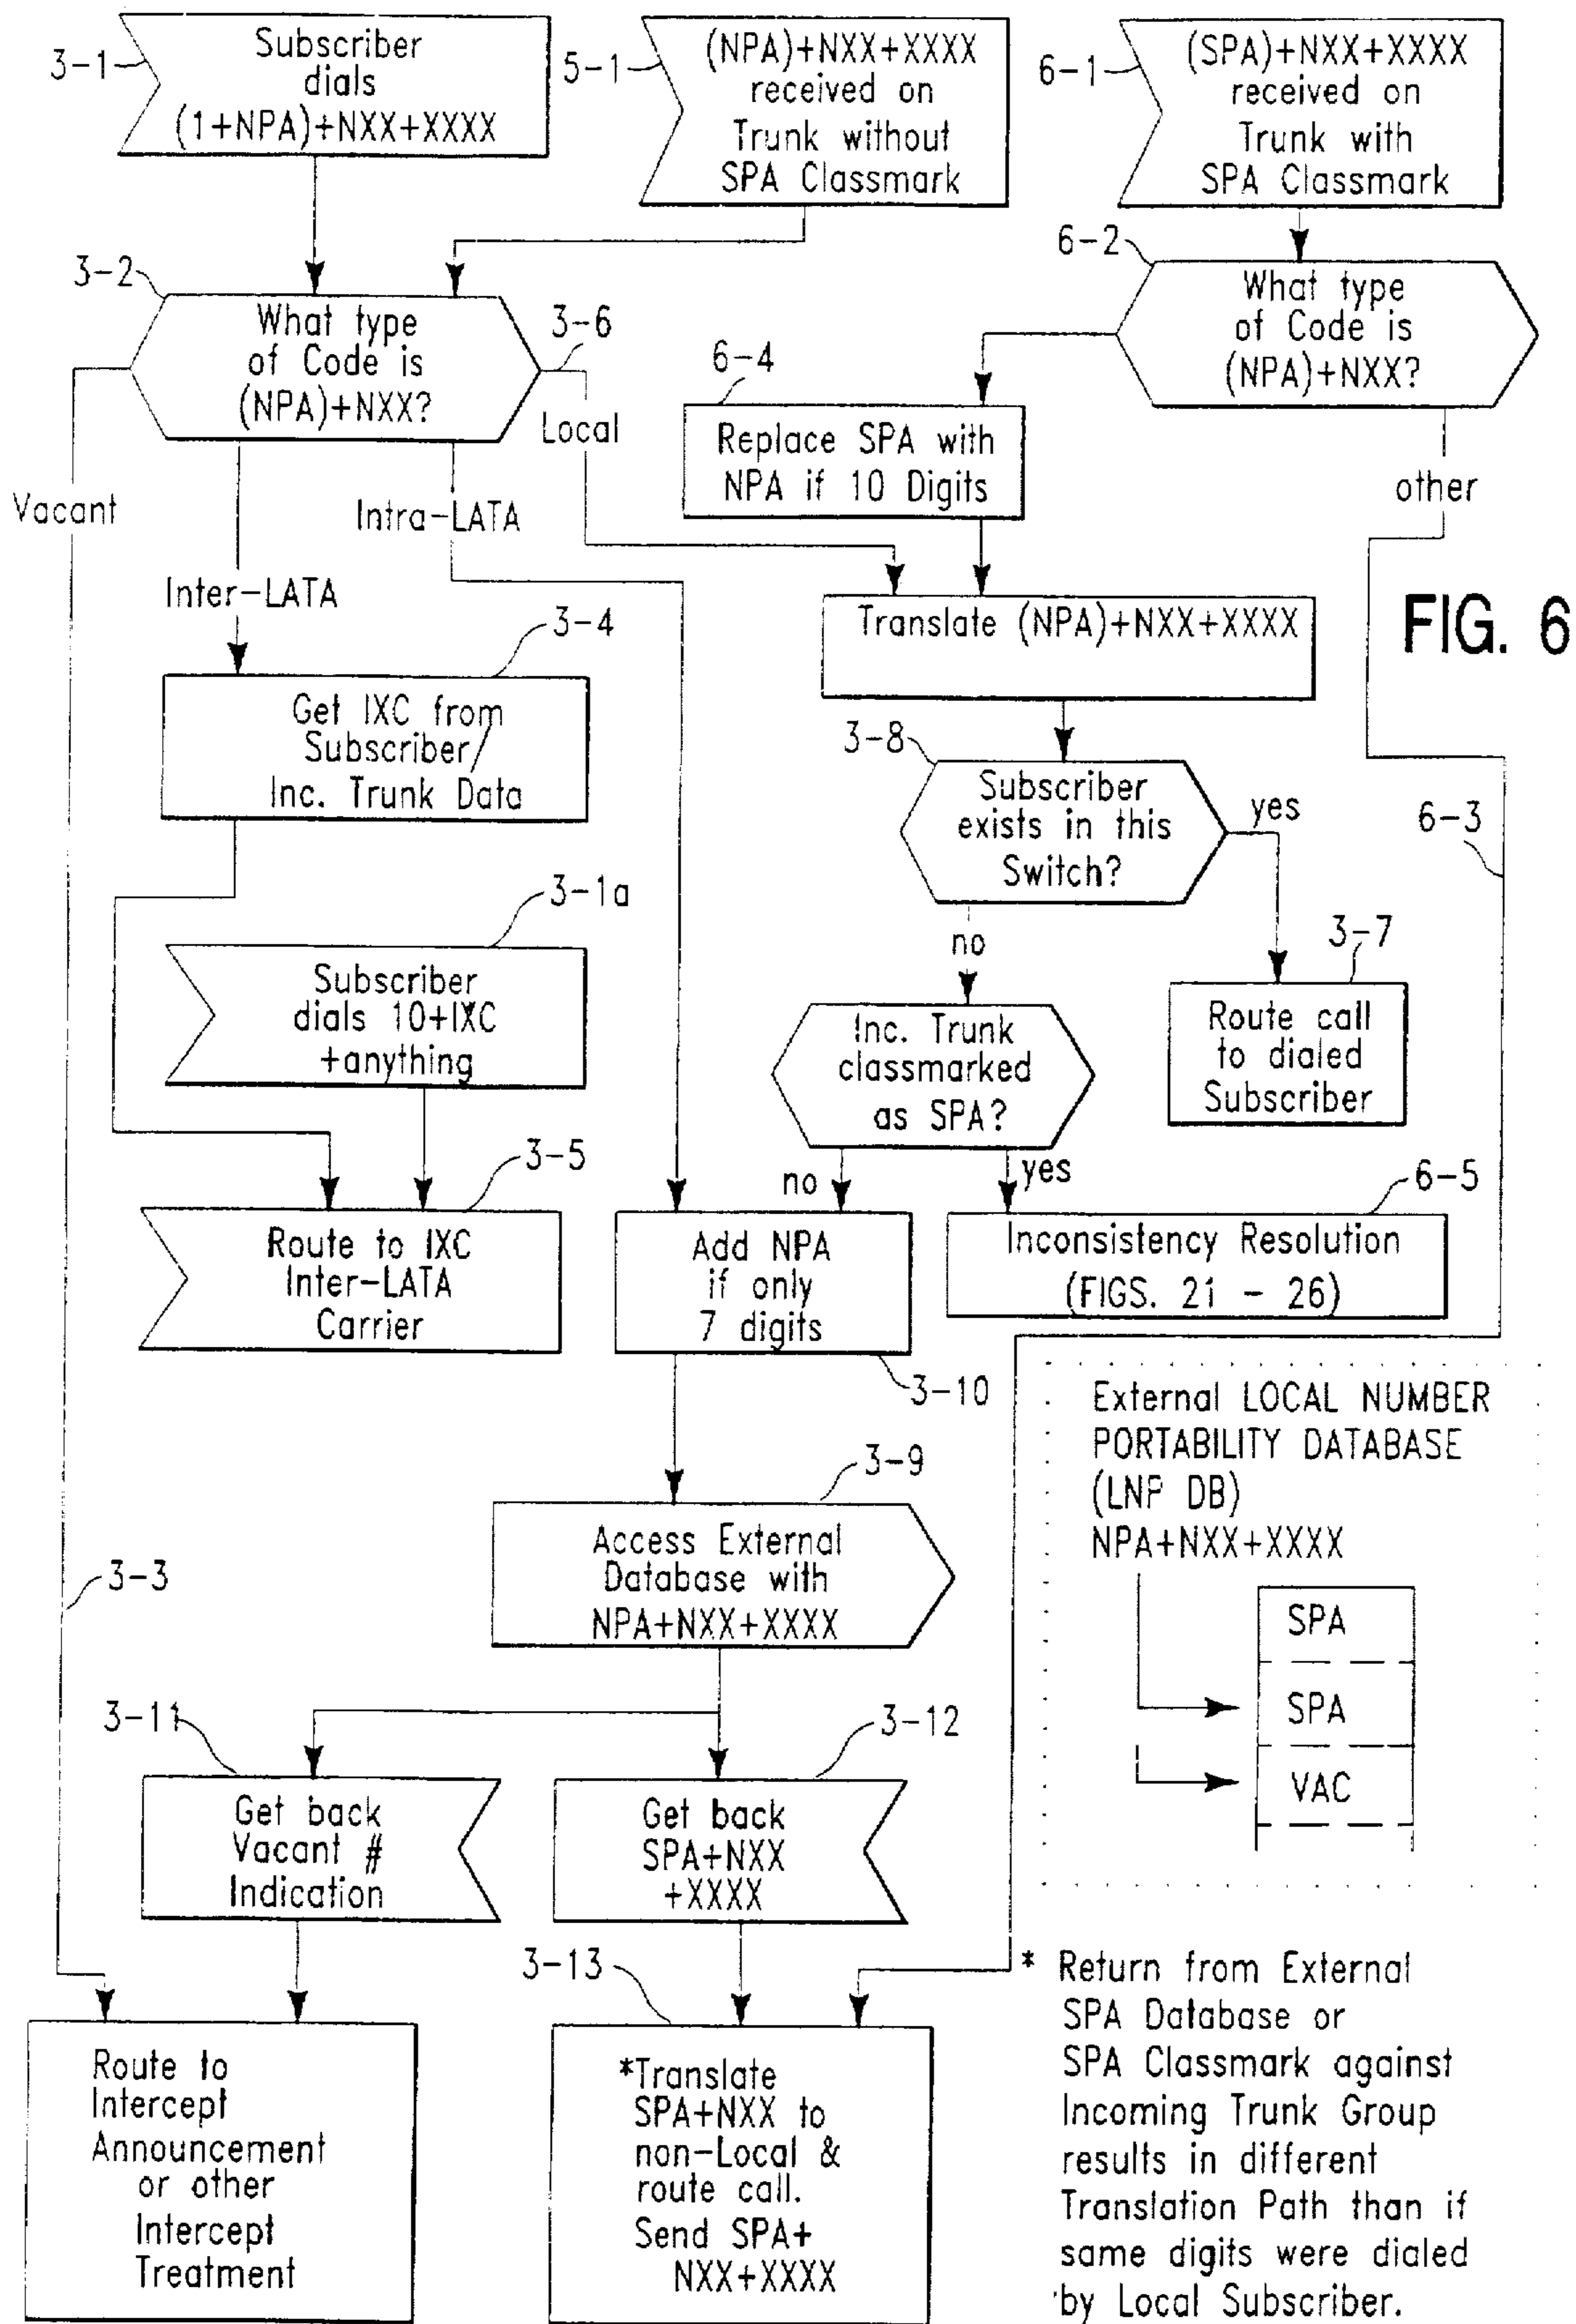 3-1
Subscriber
dials
(1+NPA)+NXX+XXXX
5-1
(NPA)+NXX+XXXX
received on
Trunk without
SPA Classmark
6-1
(SPA)+NXX+XXXX
received on
Trunk with
SPA Classmark
3-2
What type
of Code is
(NPA)+NXX?
3-6
Local
6-2
What type
of Code is
(NPA)+NXX?
6-4
Replace SPA with
NPA if 10 Digits
other
Vacant
Intra-LATA
Inter-LATA
Translate (NPA)+NXX+XXXX
FIG. 6
3-4
Get IXC from
Subscriber/
Inc. Trunk Data
3-8
Subscriber
exists in this
Switch?
yes
6-3
no
3-1a
Subscriber
dials 10+IXC
+anything
3-7
Route call
to dialed
Subscriber
Inc. Trunk
classmarked
as SPA?
no
yes
3-5
Route to IXC
Inter-LATA
Carrier
Add NPA
if only
7 digits
3-10
6-5
Inconsistency Resolution
(FIGS. 21 - 26)
External LOCAL NUMBER
PORTABILITY DATABASE
(LNP DB)
NPA+NXX+XXXX
SPA
SPA
VAC
3-9
Access External
Database with
NPA+NXX+XXXX
3-3
3-11
Get back
Vacant #
Indication
3-12
Get back
SPA+NXX
+XXXX
3-13
Route to
Intercept
Announcement
or other
Intercept
Treatment
*Translate
SPA+NXX to
non-Local &
route call.
Send SPA+
NXX+XXXX
* Return from External
SPA Database or
SPA Classmark against
Incoming Trunk Group
results in different
Translation Path than if
same digits were dialed
by Local Subscriber.